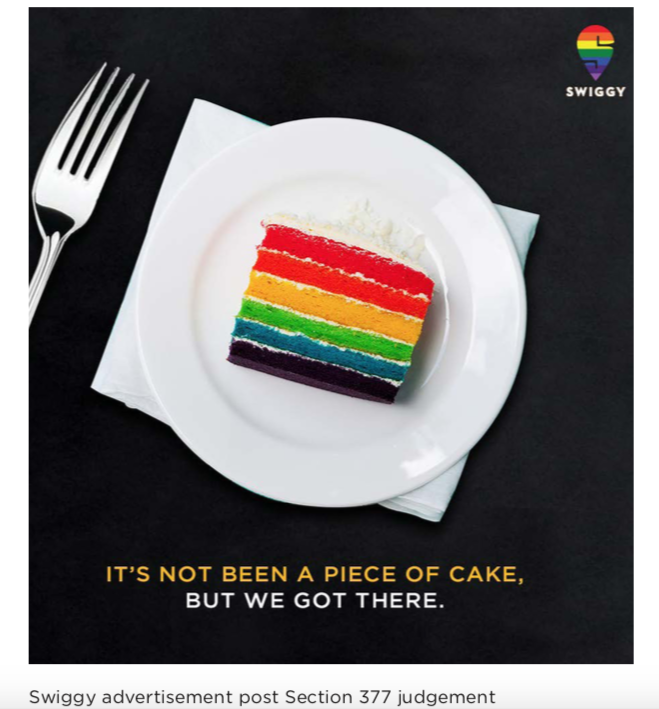 SWIGGY
IT'S NOT BEEN A PIECE OF CAKE,
BUT WE GOT THERE.
Swiggy advertisement post Section 377 judgement